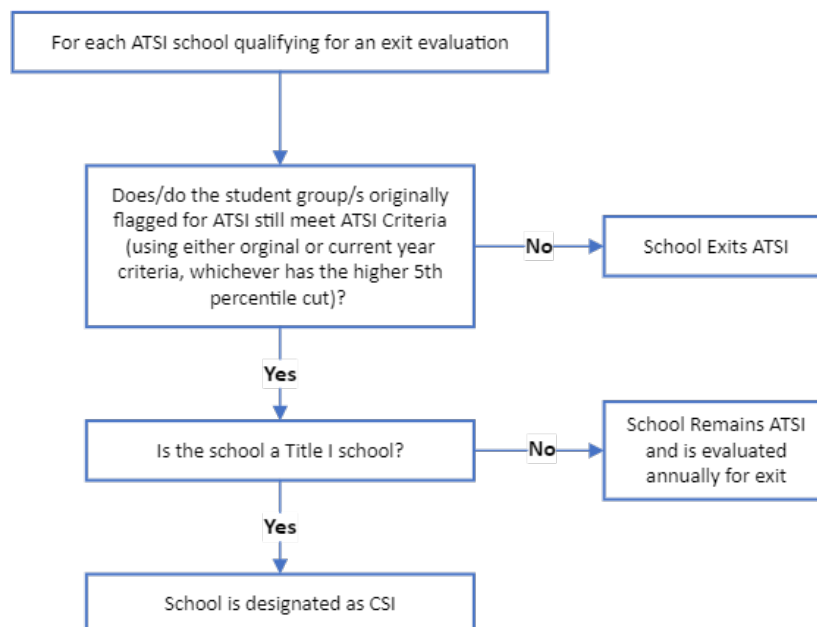 For each ATSI school qualifying for an exit evaluation
Does/do the student group/s originally
flagged for ATSI still meet ATSI Criteria
(using either orginal or current year
criteria, whichever has the higher 5th
percentile cut)?
No
School Exits ATSI
Yes
Is the school a Title I school?
No
School Remains ATSI
and is evaluated
annually for exit
Yes
School is designated as CSI